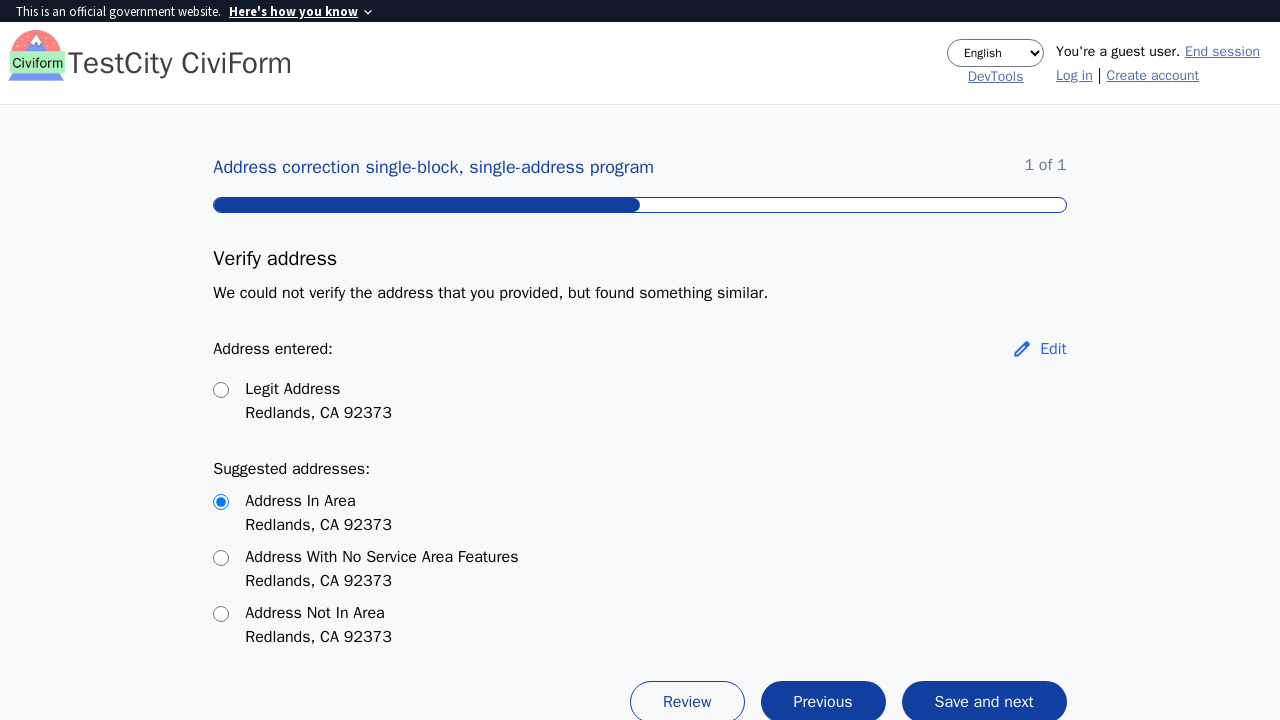 This is an official government website. Here's how you know
Civiform
TestCity CiviForm
English
DevTools
You're a guest user. End session
Log in | Create account
Address correction single-block, single-address program
1 of 1
Verify address
We could not verify the address that you provided, but found something similar.
Address entered:
Edit
Legit Address
Redlands, CA 92373
Suggested addresses:
Address In Area
Redlands, CA 92373
Address With No Service Area Features
Redlands, CA 92373
Address Not In Area
Redlands, CA 92373
Review
Previous
Save and next